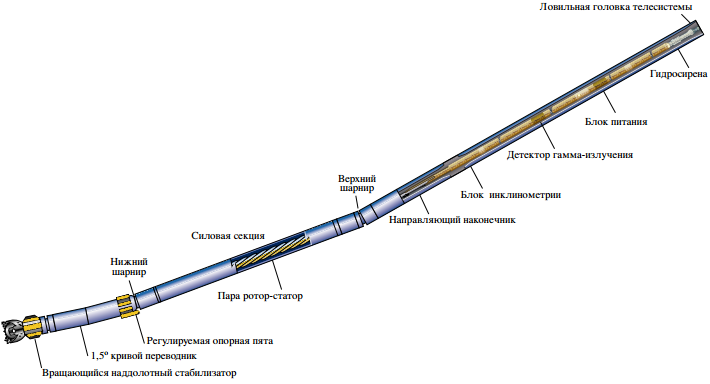 Ловильная головка телесистемы
Гидросирена
Блок питания
Детектор гамма-излучения
Верхний
шарнир
Блок инклинометрии
Направляющий наконечник
Силовая секция
Нижний
шарнир
Пара ротор-статор
Регулируемая опорная пята
1,5º кривой переводник
Вращающийся наддолотный стабилизатор